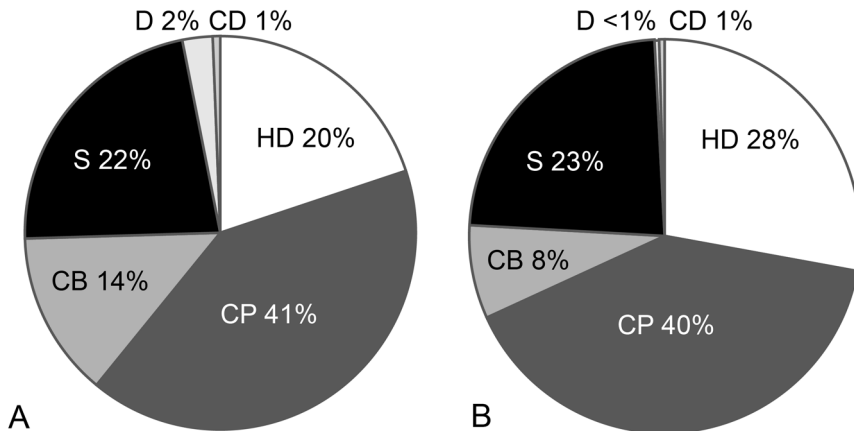 D 2% CD 1%
HD 20%
S 22%
CB 14%
CP 41%
A
D <1% CD 1%
HD 28%
S 23%
CB 8%
CP 40%
B